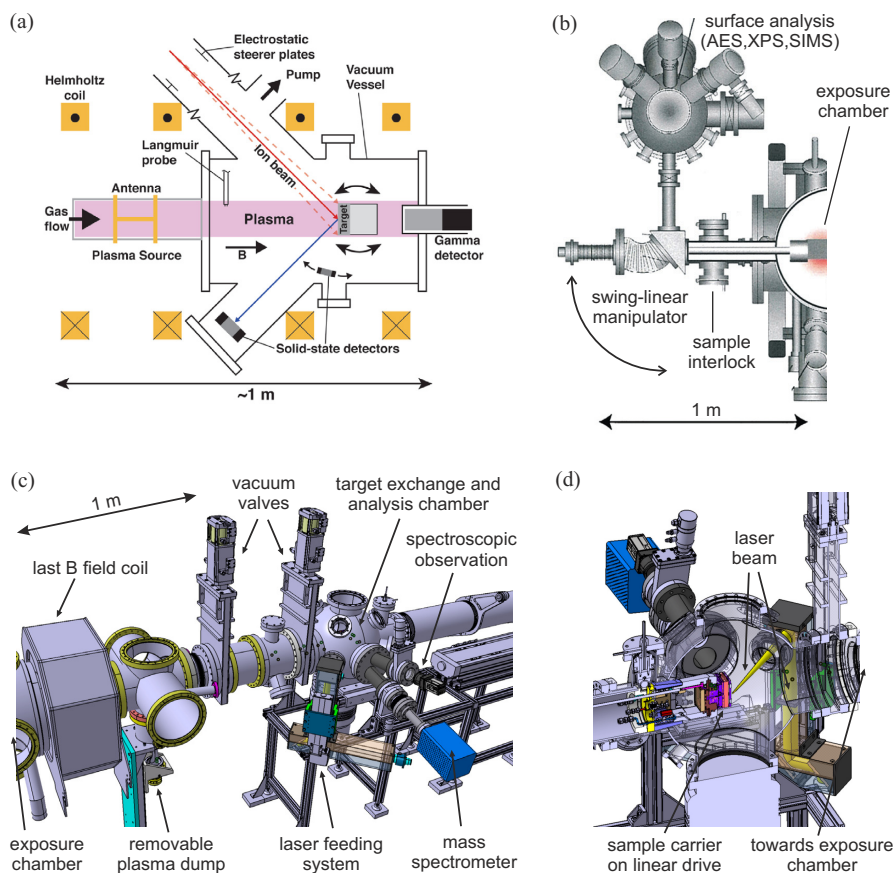 (a)
Electrostatic
steerer plates
Pump
Vacuum
Vessel
Helmholtz
coil
Langmuir
probe
Ion beam
Antenna
Gas
flow
Plasma
Target
Plasma Source
B
Gamma
detector
Solid-state detectors
~1 m
(b)
surface analysis
(AES,XPS,SIMS)
exposure
chamber
swing-linear
manipulator
sample
interlock
1 m
(c)
1 m
vacuum
valves
target exchange and
analysis chamber
last B field coil
spectroscopic
observation
exposure
chamber
removable
plasma dump
laser feeding
system
mass
spectrometer
(d)
laser
beam
sample carrier
on linear drive
towards exposure
chamber